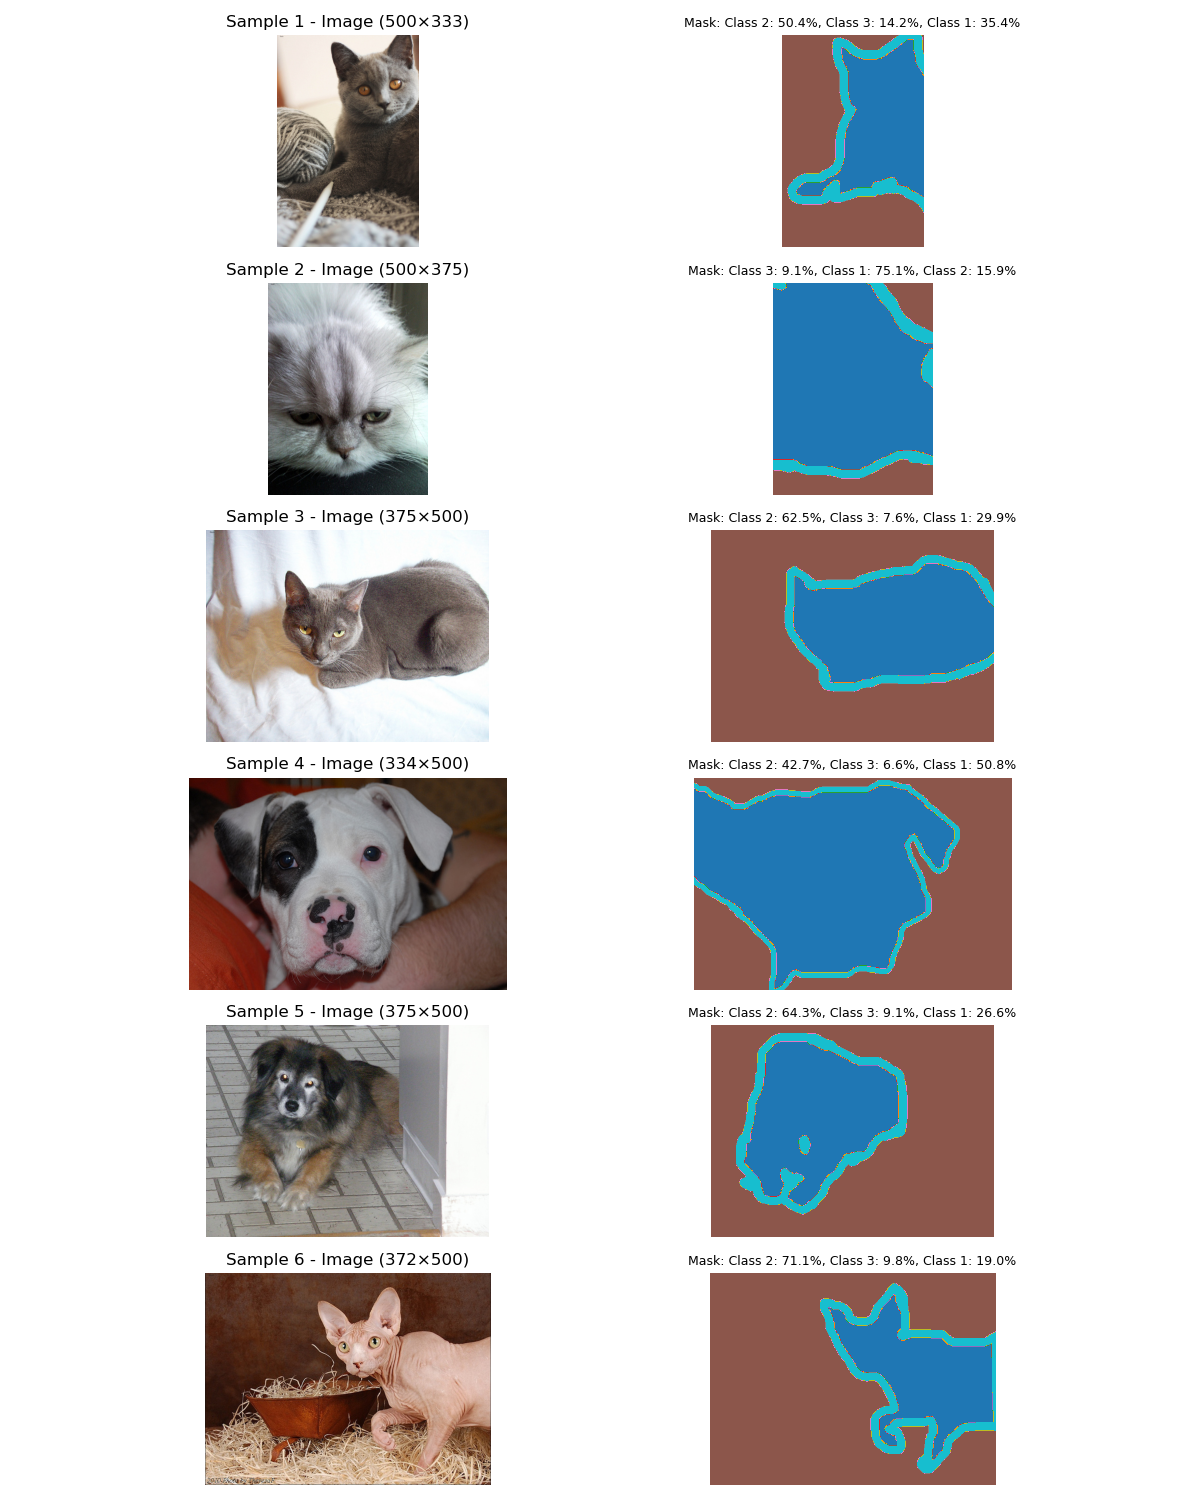 Sample 1 - Image (500×333)
Mask: Class 2: 50.4%, Class 3: 14.2%, Class 1: 35.4%
Sample 2 - Image (500×375)
Mask: Class 3: 9.1%, Class 1: 75.1%, Class 2: 15.9%
Sample 3 - Image (375×500)
Mask: Class 2: 62.5%, Class 3: 7.6%, Class 1: 29.9%
Sample 4 - Image (334×500)
Mask: Class 2: 42.7%, Class 3: 6.6%, Class 1: 50.8%
Sample 5 - Image (375×500)
Mask: Class 2: 64.3%, Class 3: 9.1%, Class 1: 26.6%
Sample 6 - Image (372×500)
Mask: Class 2: 71.1%, Class 3: 9.8%, Class 1: 19.0%